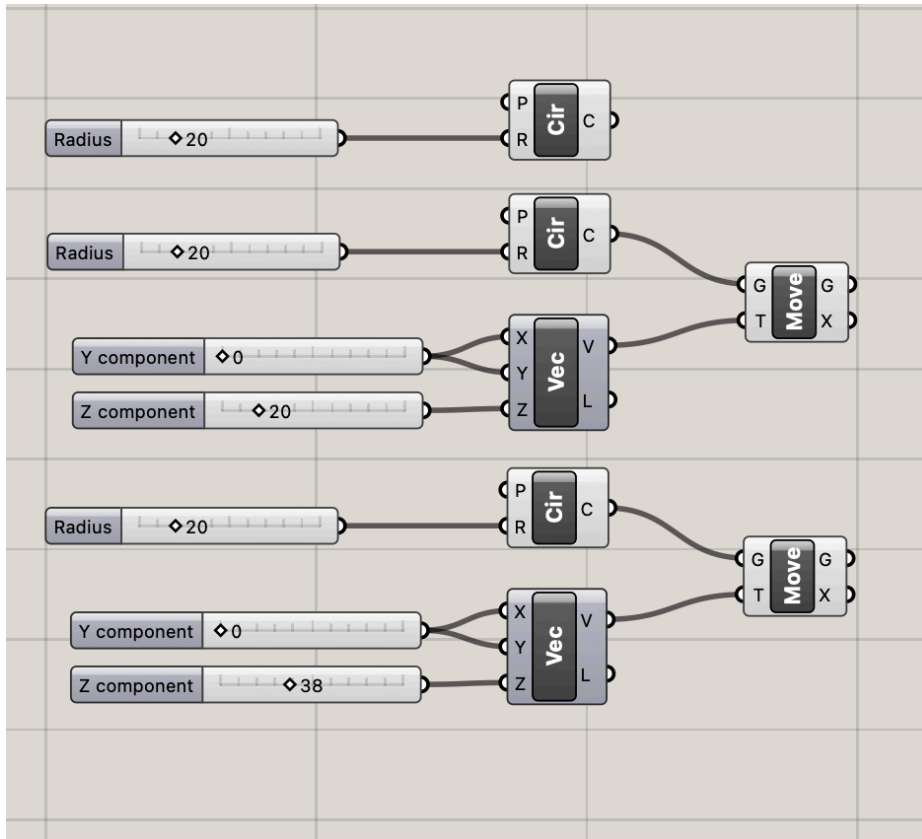 P
Cir
C
Radius 20
R
P
Cir
C
Radius 20
R
G Move G
T X
X Vec V
Y component 0
Y
L
Z component 20
Z
P
Cir
C
Radius 20
R
G Move G
T X
X Vec V
Y component 0
Y
L
Z component 38
Z